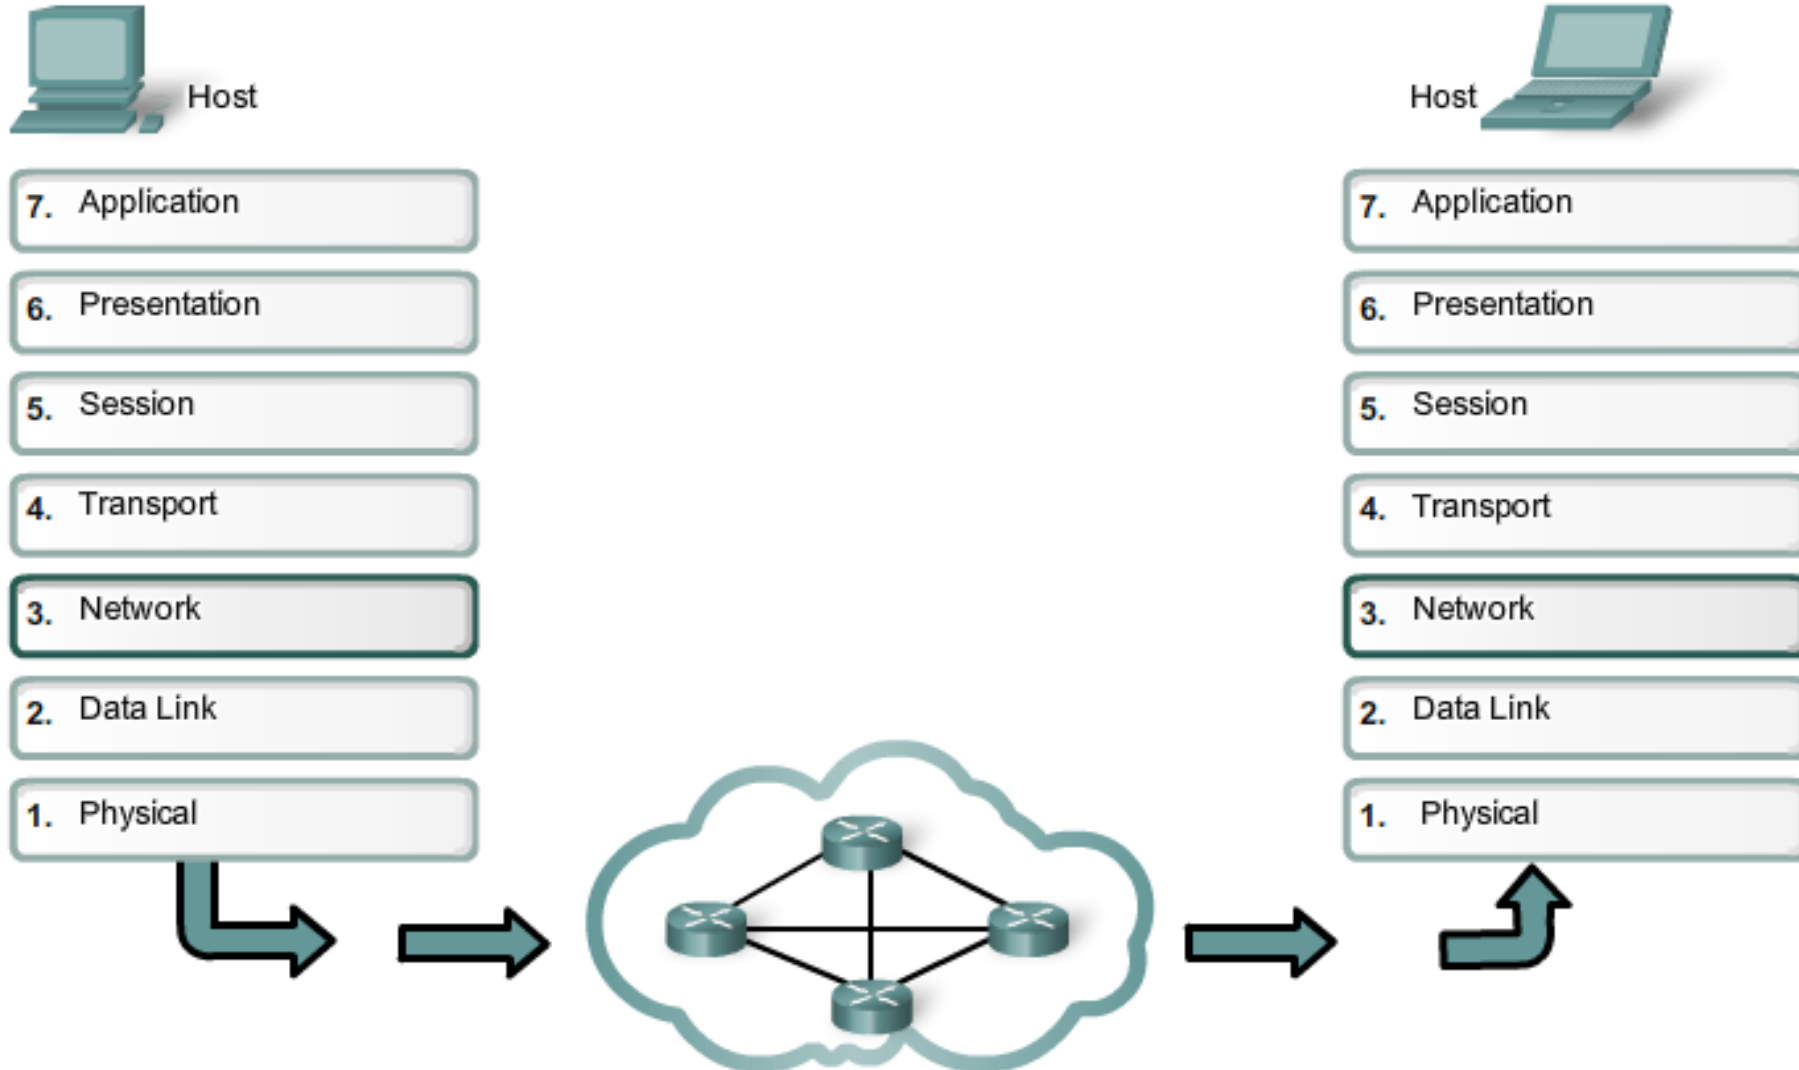 Host
7. Application
6. Presentation
5. Session
4. Transport
3. Network
2. Data Link
1. Physical
Host
7. Application
6. Presentation
5. Session
4. Transport
3. Network
2. Data Link
1. Physical